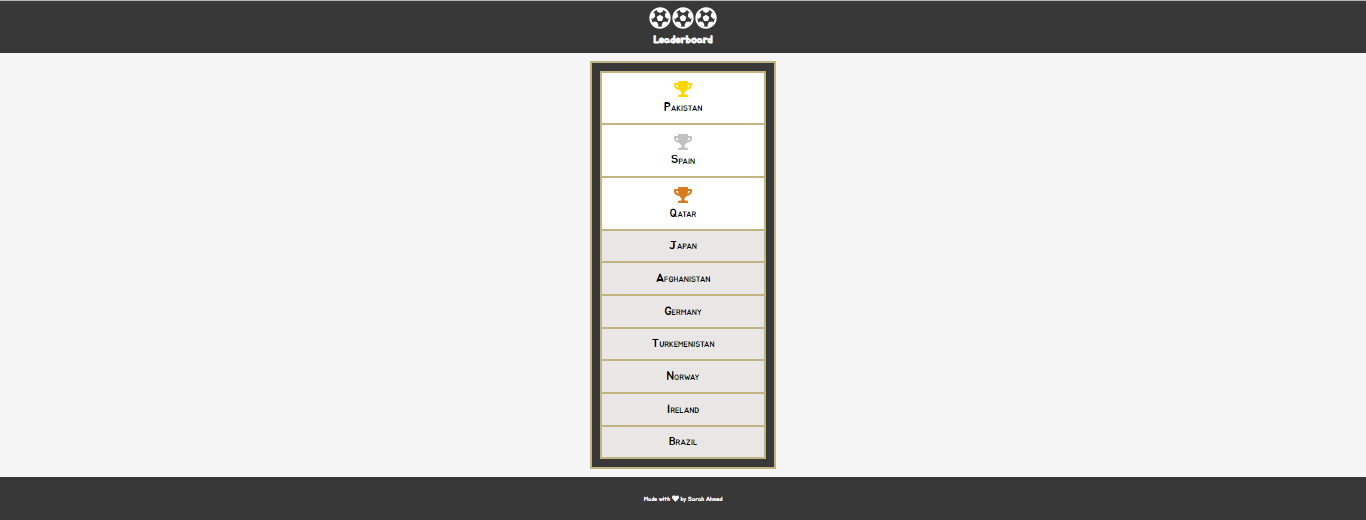 Leaderboard
Pakistan
Spain
Qatar
Japan
Afghanistan
Germany
Turkemenistan
Norway
Ireland
Brazil
Made with ♥ by Sarah Ahmed